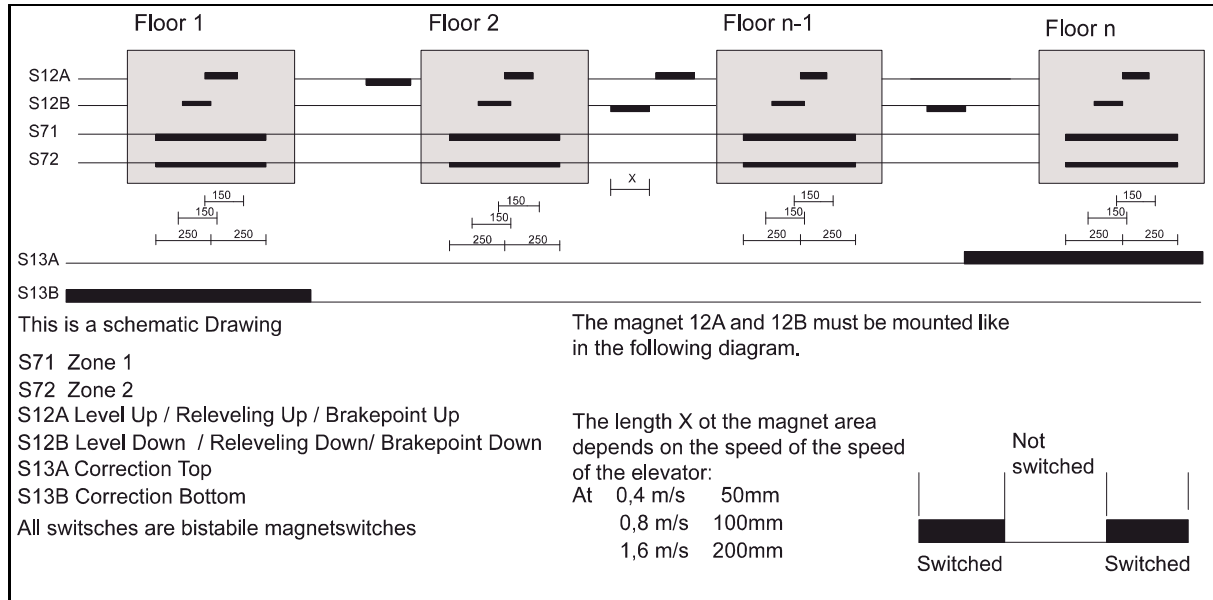 Floor 1 Floor 2 Floor n-1 Floor n
S12A
S12B
S71
S72
X
150 150 150 150
150 150 150 150
250 250 250 250 250 250 250 250
S13A
S13B
This is a schematic Drawing
S71 Zone 1
S72 Zone 2
S12A Level Up / Releveling Up / Brakepoint Up
S12B Level Down / Releveling Down/ Brakepoint Down
S13A Correction Top
S13B Correction Bottom
All switsches are bistabile magnetswitches
The magnet 12A and 12B must be mounted like
in the following diagram.
The length X ot the magnet area
depends on the speed of the speed
of the elevator:
At 0,4 m/s 50mm
0,8 m/s 100mm
1,6 m/s 200mm
Not
switched
Switched Switched